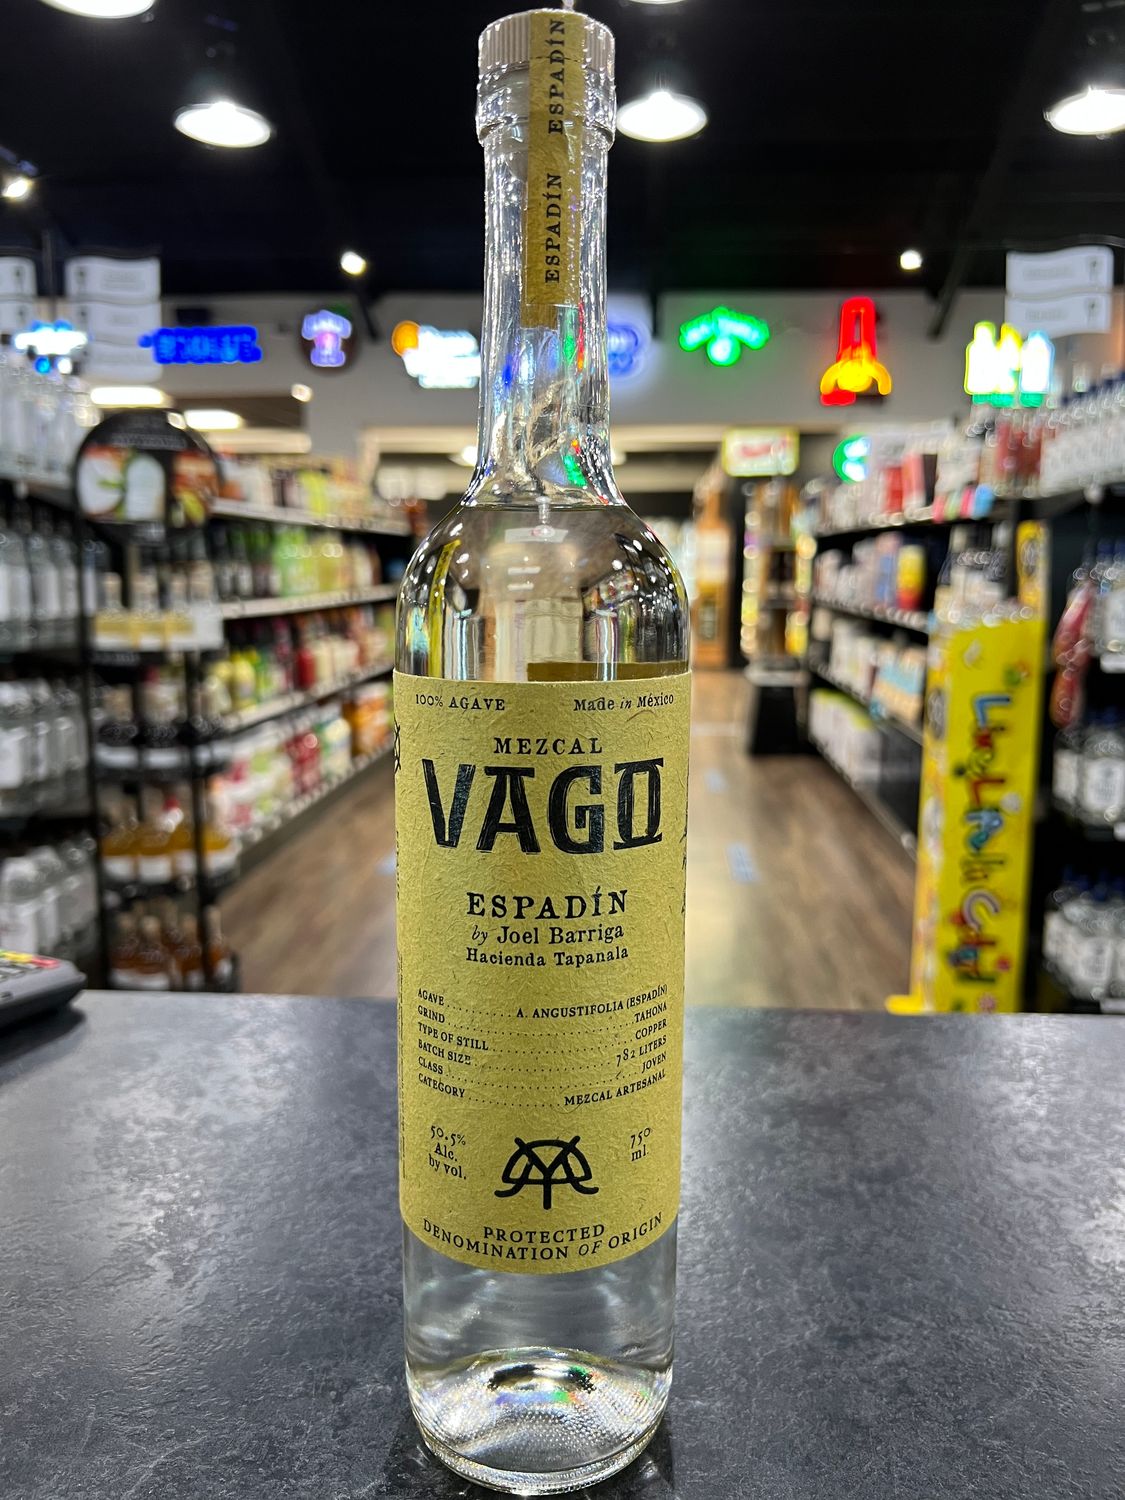 ESPADÍN ESPADÍN
100% AGAVE Made in México
MEZCAL
VAGO
ESPADÍN
by Joel Barriga
Hacienda Tapanala
AGAVE . . . . . . . . . . A. ANGUSTIFOLIA (ESPADÍN)
GRIND . . . . . . . . . . TAHONA
TYPE OF STILL . . . . . . . . . . COPPER
BATCH SIZE . . . . . . . . . . 782 LITERS
CLASS . . . . . . . . . . JOVEN
CATEGORY . . . . . . . . . . MEZCAL ARTESANAL
50.5%
Alc.
by vol.
750
ml.
PROTECTED
DENOMINATION OF ORIGIN